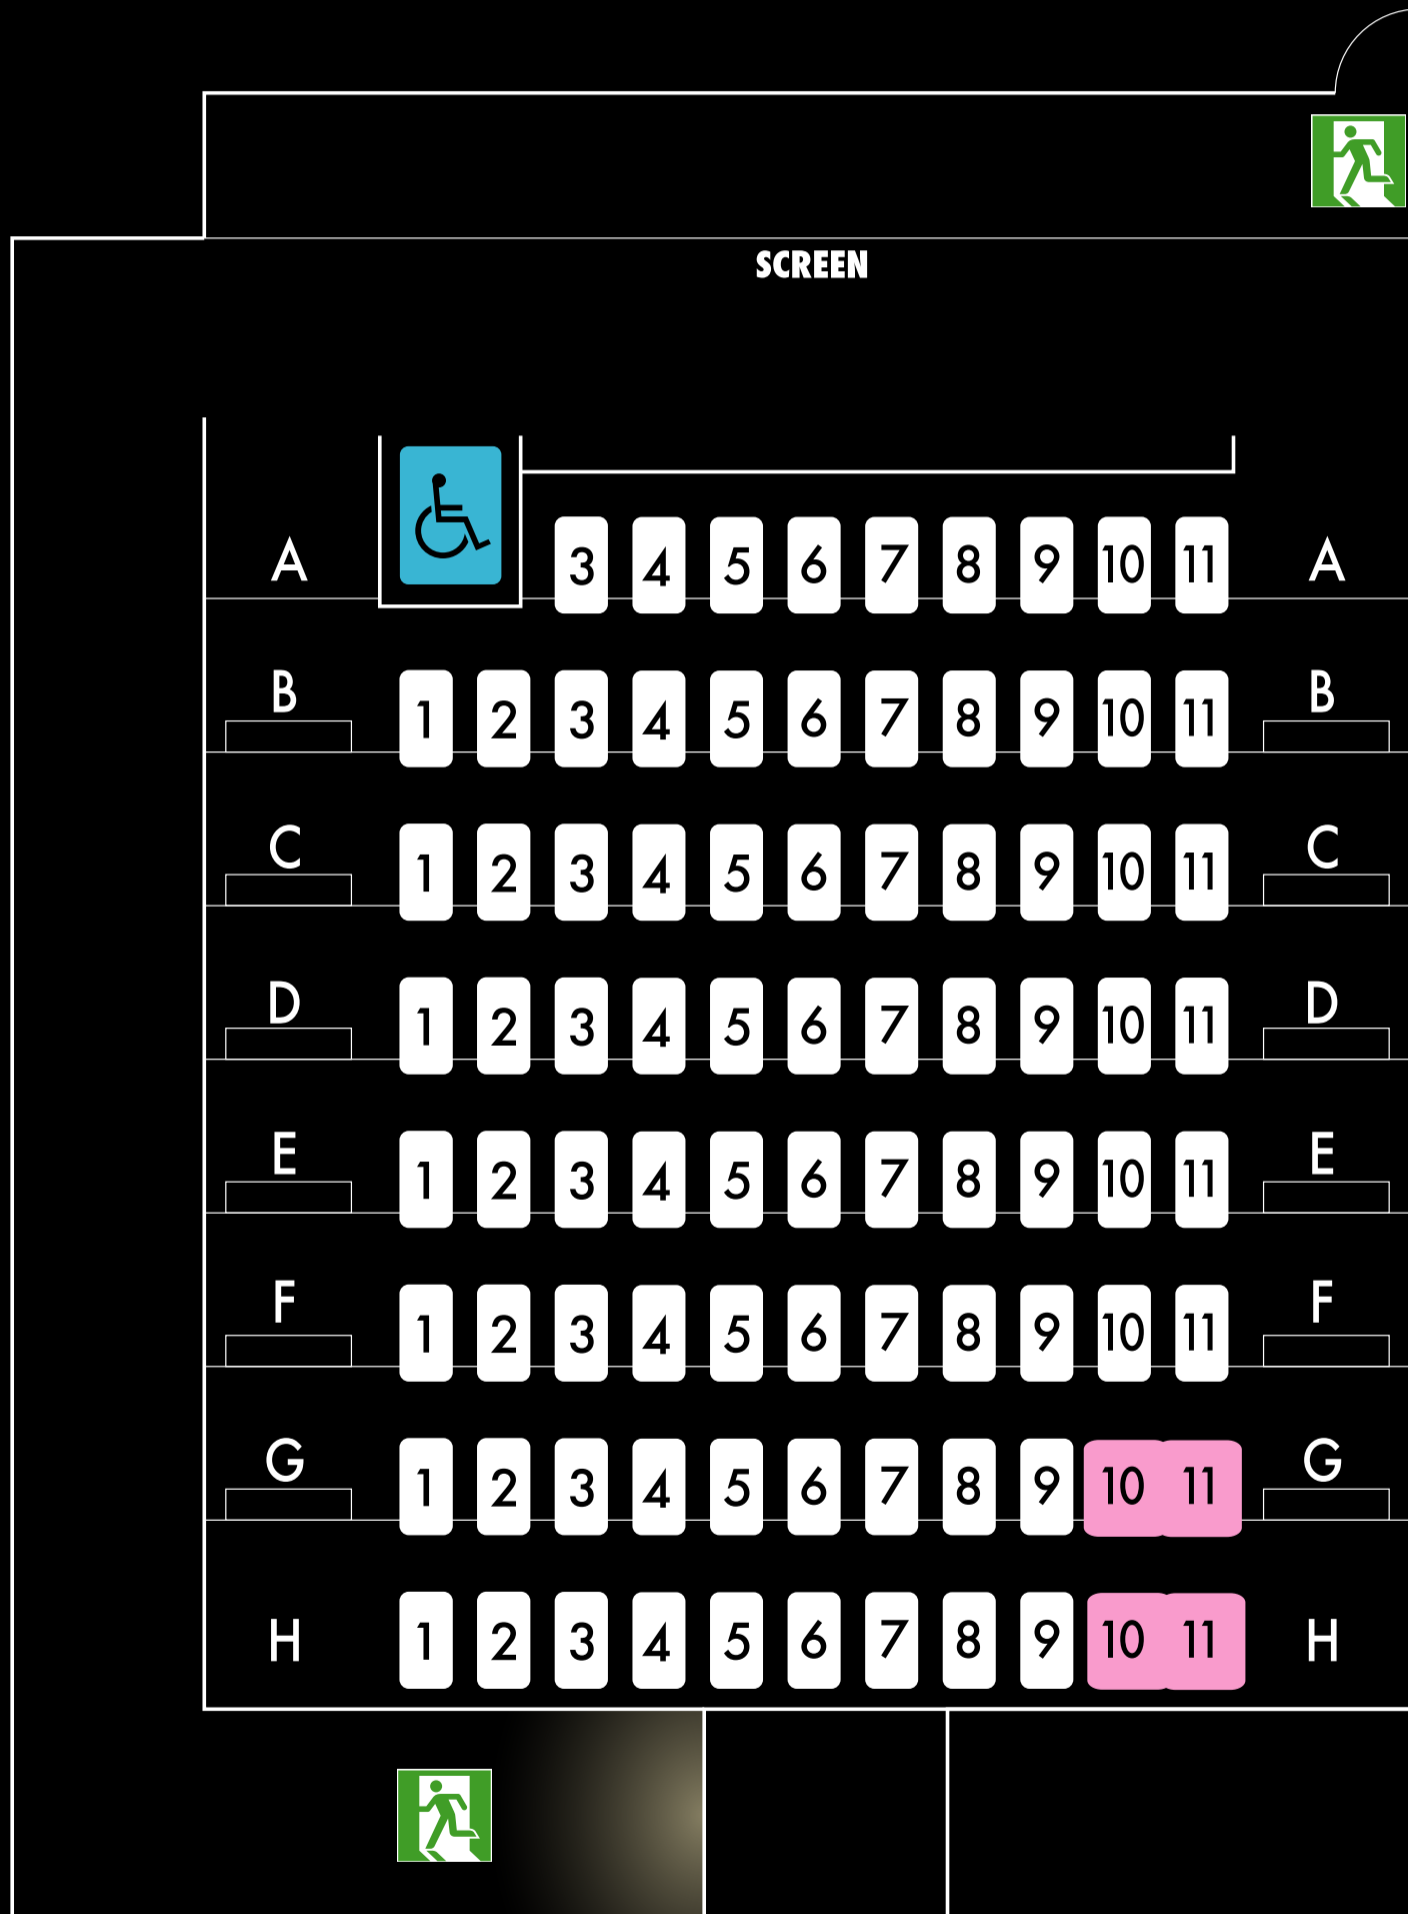 SCREEN
A 3 4 5 6 7 8 9 10 11 A
B 1 2 3 4 5 6 7 8 9 10 11 B
C 1 2 3 4 5 6 7 8 9 10 11 C
D 1 2 3 4 5 6 7 8 9 10 11 D
E 1 2 3 4 5 6 7 8 9 10 11 E
F 1 2 3 4 5 6 7 8 9 10 11 F
G 1 2 3 4 5 6 7 8 9 10 11 G
H 1 2 3 4 5 6 7 8 9 10 11 H